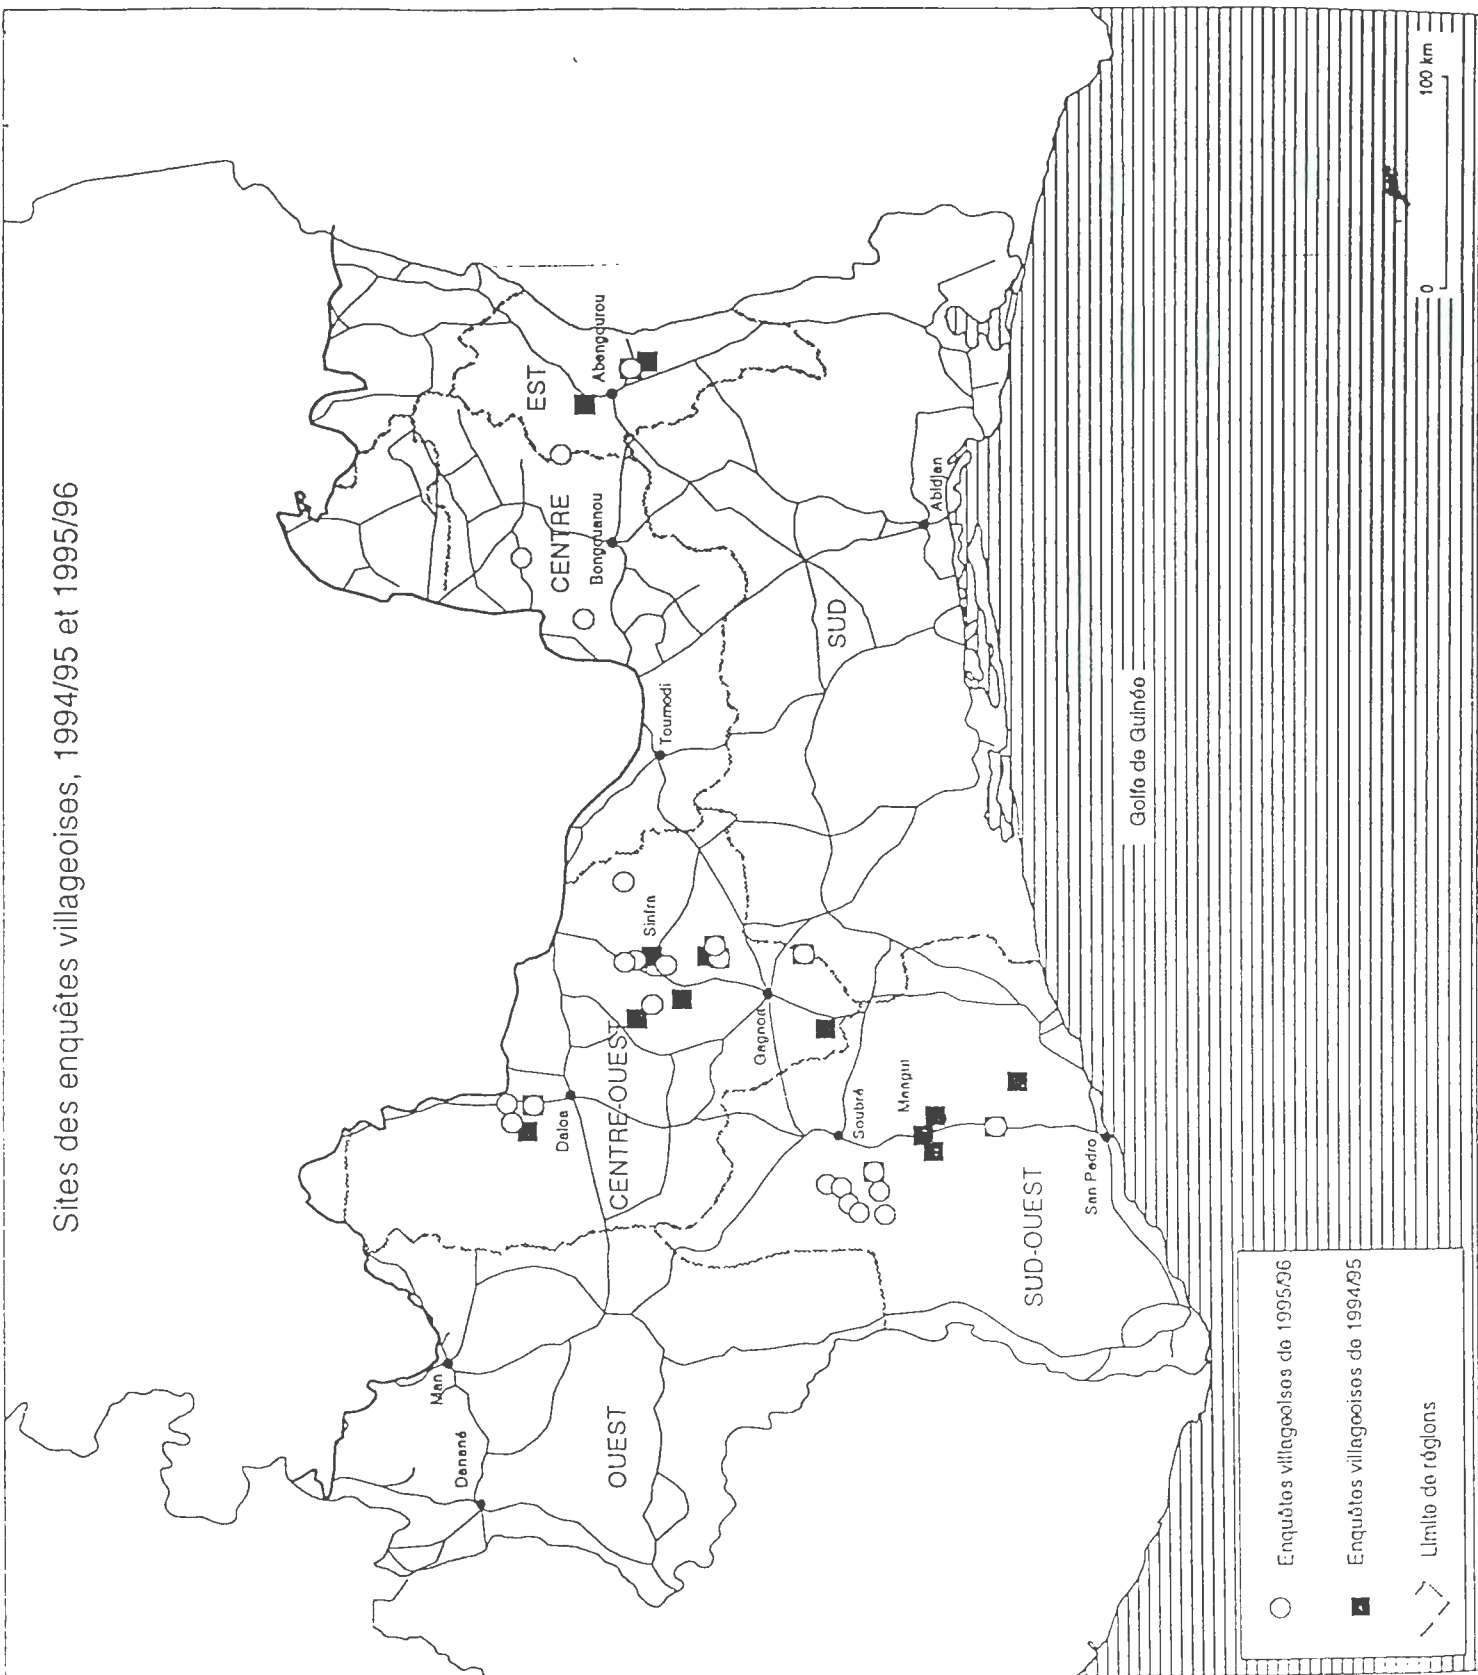 Sites des enquêtes villageoises, 1994/95 et 1995/96
Man
Danané
OUEST
Daloa
CENTRE-OUEST
Sinfra
Gagnon
Toumodi
CENTRE
Bongouanou
EST
Abengourou
SUD
Abidjan
Soubré
Meagui
SUD-OUEST
San Pedro
Golfe de Guinée
0
100 km
Enquêtes villageoises de 1995/96
Enquêtes villageoises de 1994/95
Limite de régions